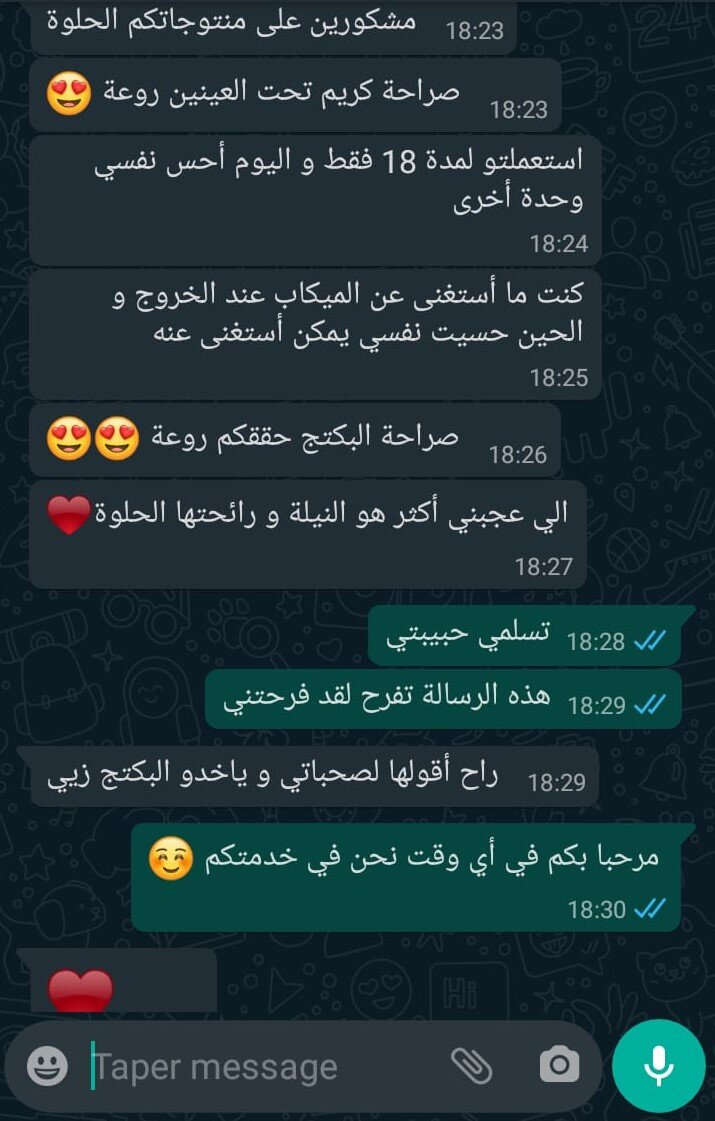 مشكورين على منتوجاتكم الحلوة
18:23
صراحة كريم تحت العينين روعة 😍
18:23
استعملتو لمدة 18 فقط و اليوم أحس نفسي
وحدة أخرى
18:24
كنت ما أستغنى عن الميكاب عند الخروج و
الحين حسيت نفسي يمكن أستغنى عنه
18:25
صراحة البكتج حققكم روعة 😍😍
18:26
الي عجبني أكثر هو النيلة و رائحتها الحلوة❤
18:27
تسلمي حبيبتي
18:28
هذه الرسالة تفرح لقد فرحتني
18:29
راح أقولها لصحباتي و ياخدو البكتج زيي
18:29
مرحبا بكم في أي وقت نحن في خدمتكم 😊
18:30
❤
Taper message